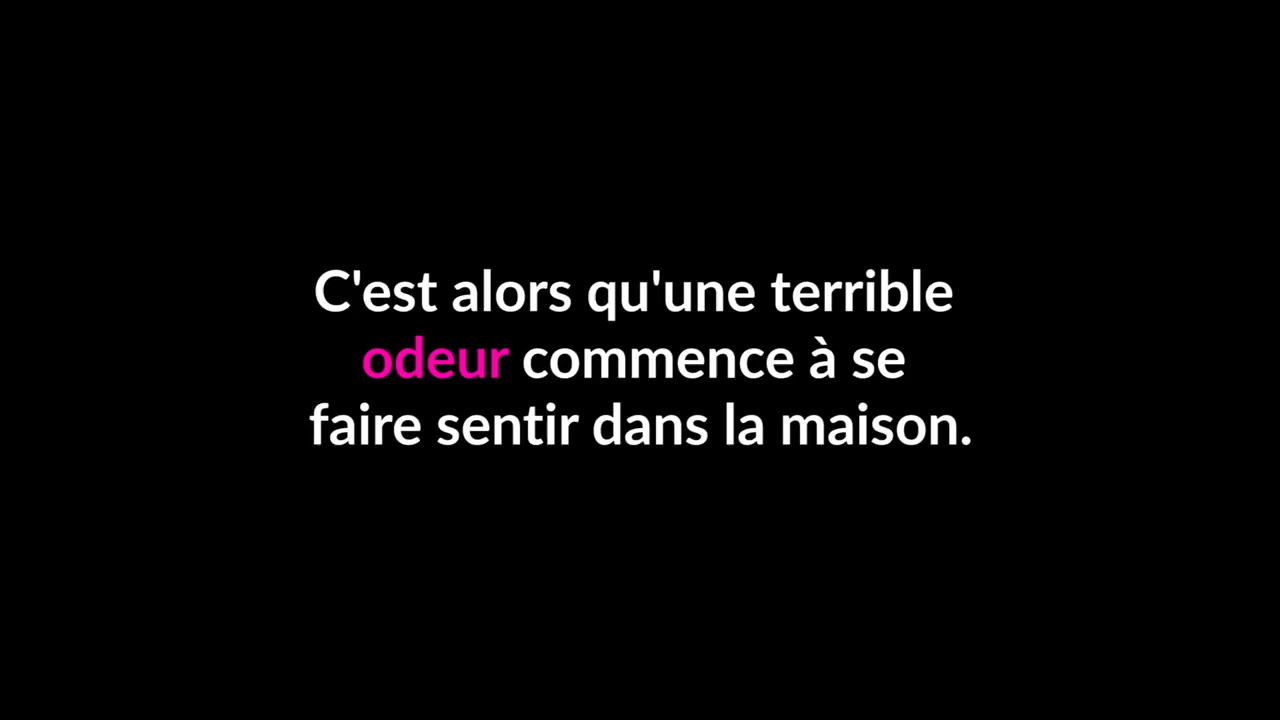 C'est alors qu'une terrible
odeur commence à se
faire sentir dans la maison.